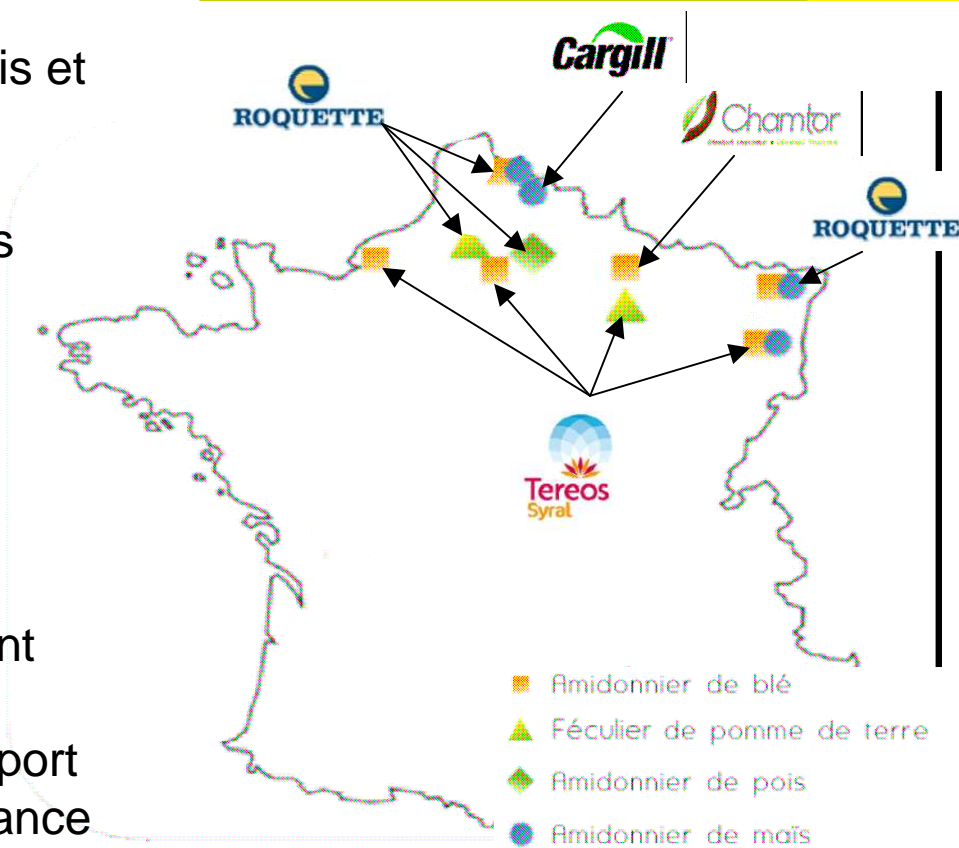 is et
s
nt
port
ance
Cargill
ROQUETTE
Chamtor
ROQUETTE
Tereos
Syral
Amidonnier de blé
Féculier de pomme de terre
Amidonnier de pois
Amidonnier de maïs